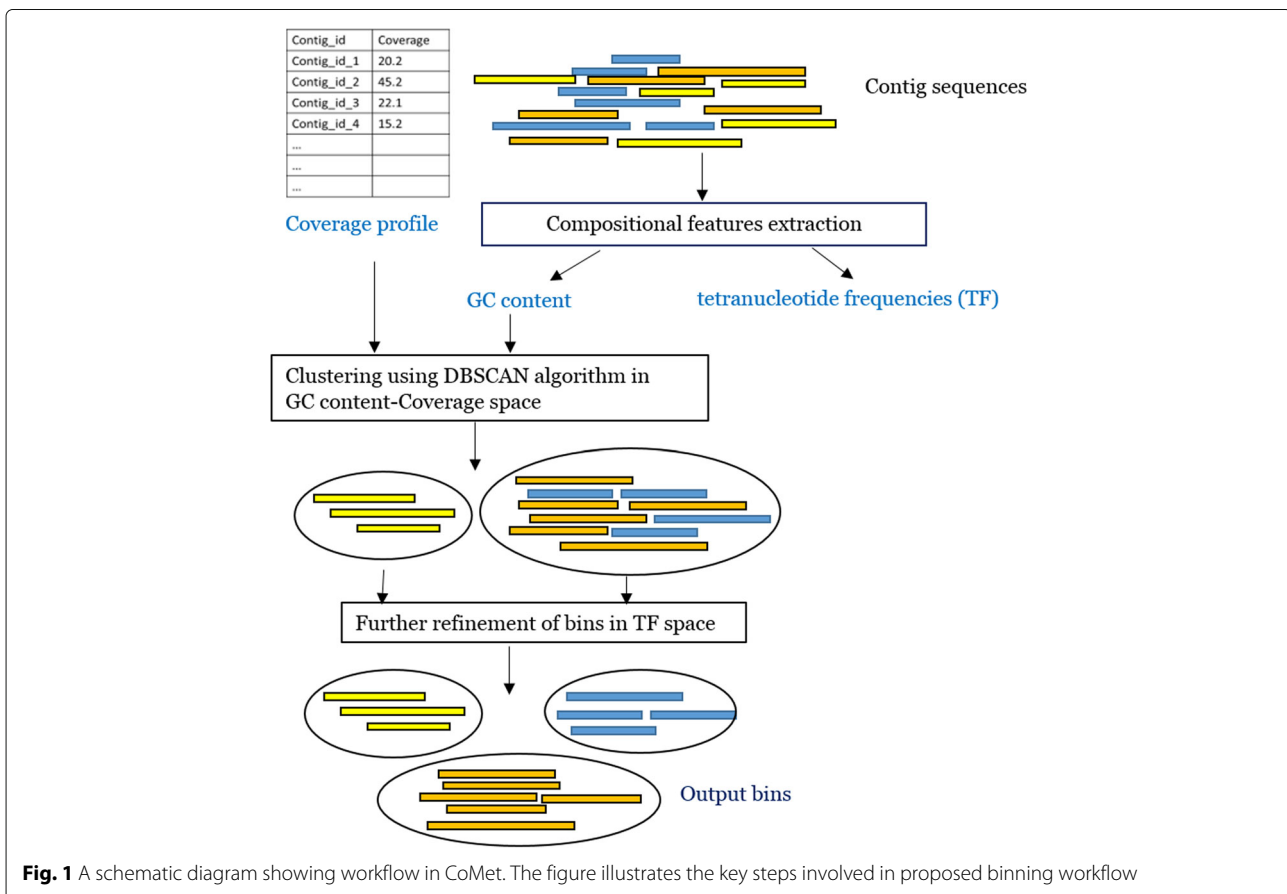 Contig_id Coverage
Contig_id_1 20.2
Contig_id_2 45.2
Contig_id_3 22.1
Contig_id_4 15.2
...
...
...
Contig sequences
Coverage profile
Compositional features extraction
GC content
tetranucleotide frequencies (TF)
Clustering using DBSCAN algorithm in
GC content-Coverage space
Further refinement of bins in TF space
Output bins
Fig. 1 A schematic diagram showing workflow in CoMet. The figure illustrates the key steps involved in proposed binning workflow